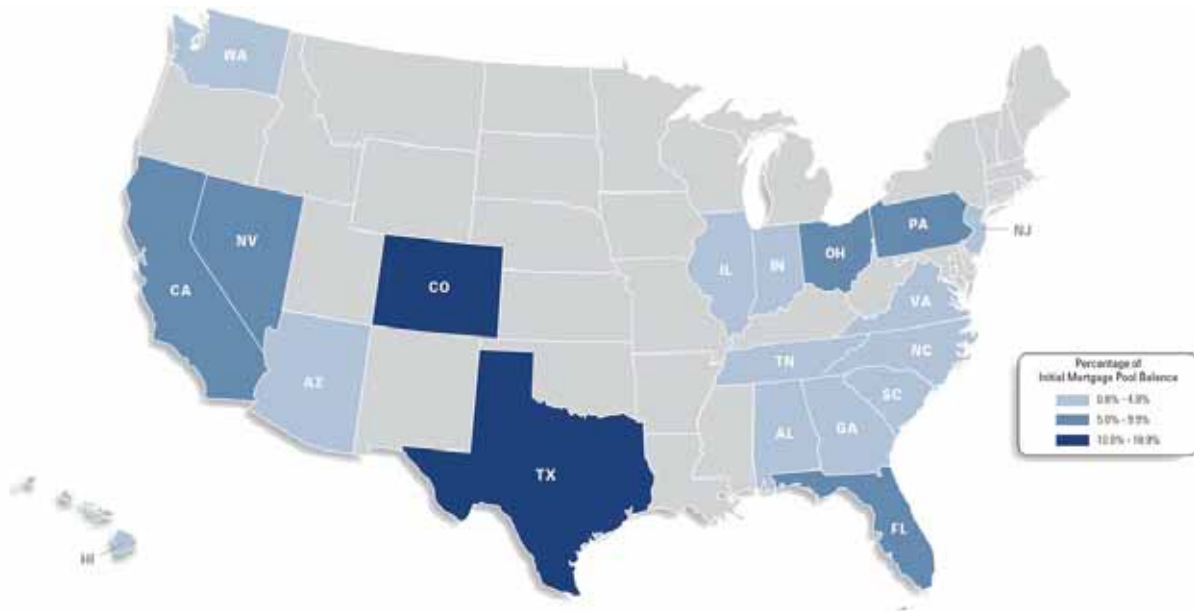 WA
NV
CA
CO
AZ
TX
IL
IN
OH
PA
NJ
VA
NC
TN
SC
AL
GA
FL
HI
Percentage of
Initial Mortgage Pool Balance
5.0% - 9.9%